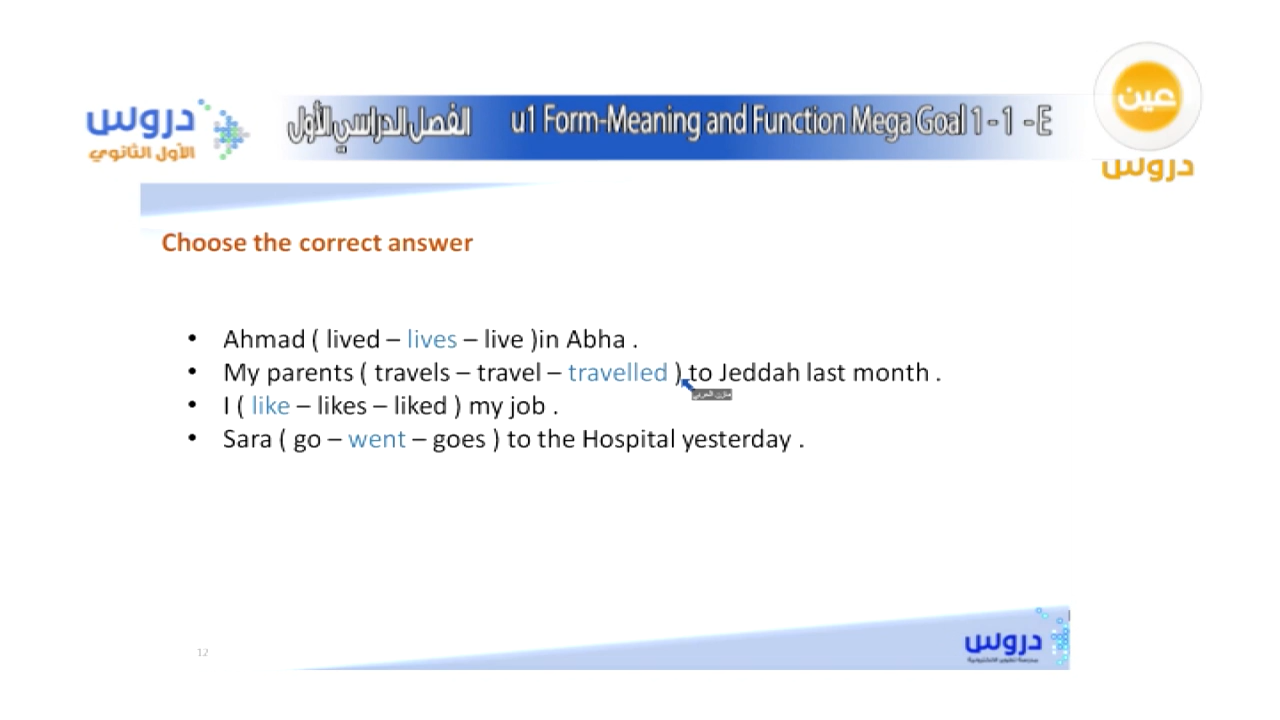 دروس
الأول الثانوي
الفصل الدراسي الأول
u1 Form-Meaning and Function Mega Goal 1 - 1 - E
عين
دروس
Choose the correct answer
• Ahmad ( lived – lives – live )in Abha .
• My parents ( travels – travel – travelled ) to Jeddah last month .
• I ( like – likes – liked ) my job .
• Sara ( go – went – goes ) to the Hospital yesterday .
12
دروس